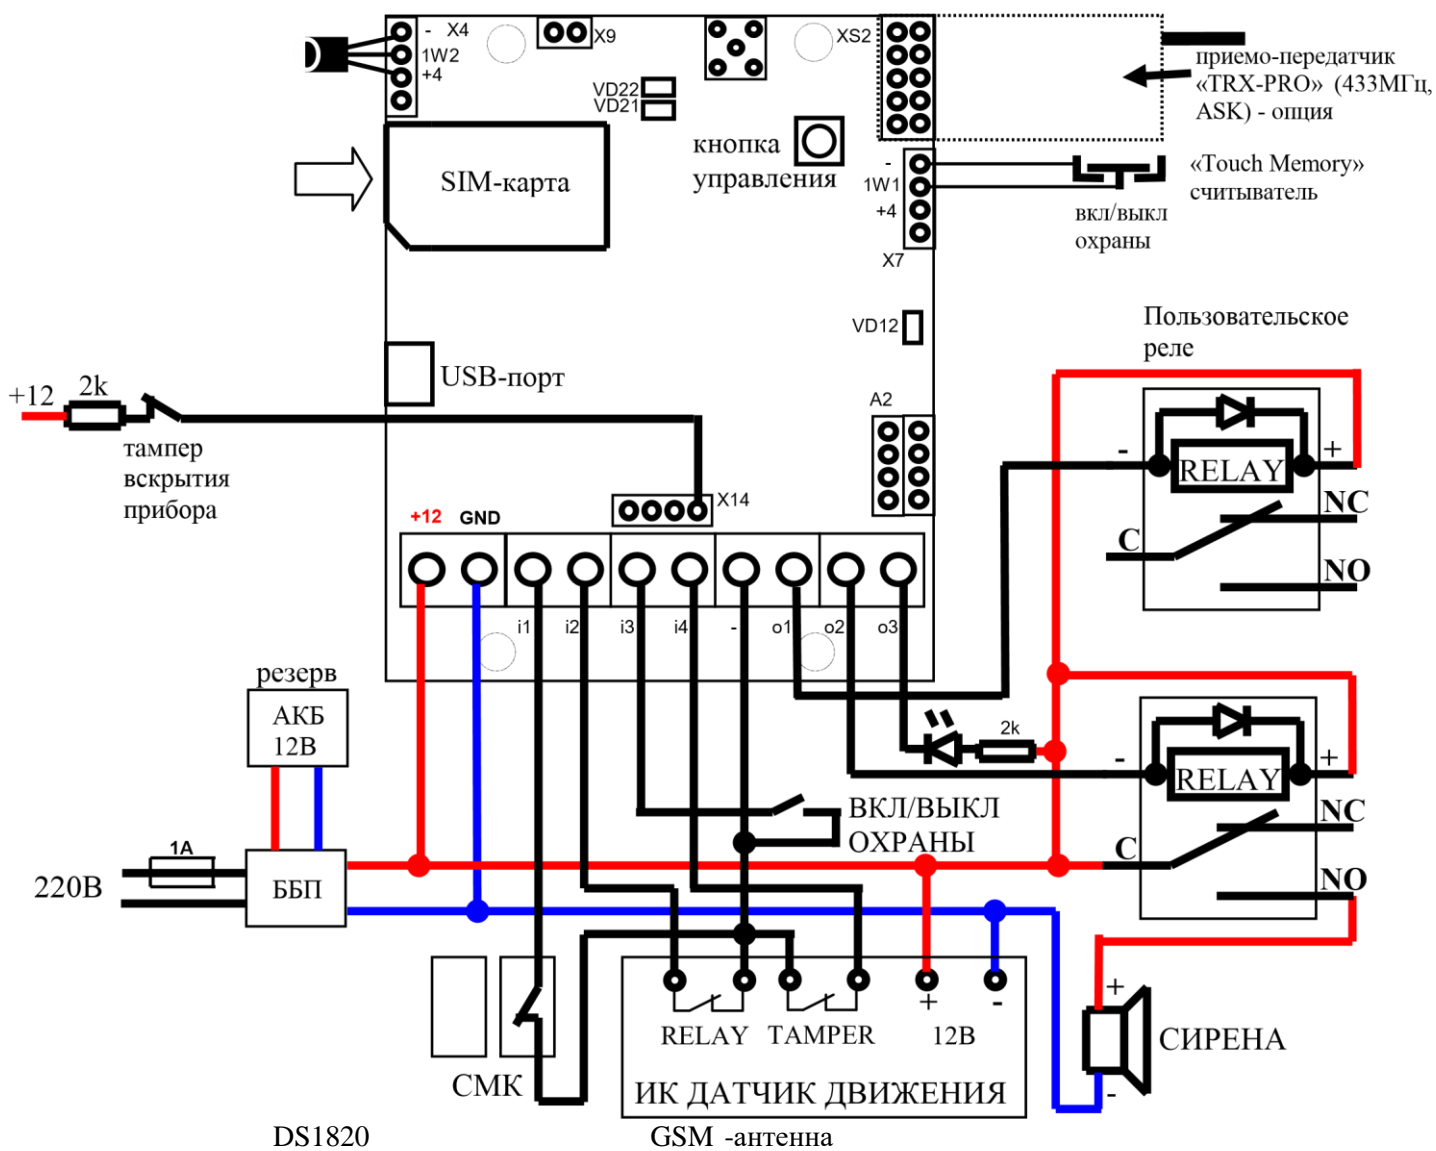 - X4
1W2
+4
X9
XS2
приемо-передатчик
«TRX-PRO» (433МГц,
ASK) - опция
VD22
VD21
кнопка
управления
SIM-карта
-
1W1
+4
X7
«Touch Memory»
считыватель
вкл/выкл
охраны
VD12
Пользовательское
реле
USB-порт
+12
2k
тампер
вскрытия
прибора
A2
X14
+12 GND
- RELAY +
NC
C
NO
i1 i2 i3 i4 - o1 o2 o3
резерв
АКБ
12В
2k
- RELAY +
NC
C
NO
ВКЛ/ВЫКЛ
ОХРАНЫ
1A
220В
ББП
+ -
RELAY TAMPER 12В
ИК ДАТЧИК ДВИЖЕНИЯ
СМК
+
СИРЕНА
-
DS1820
GSM -антенна